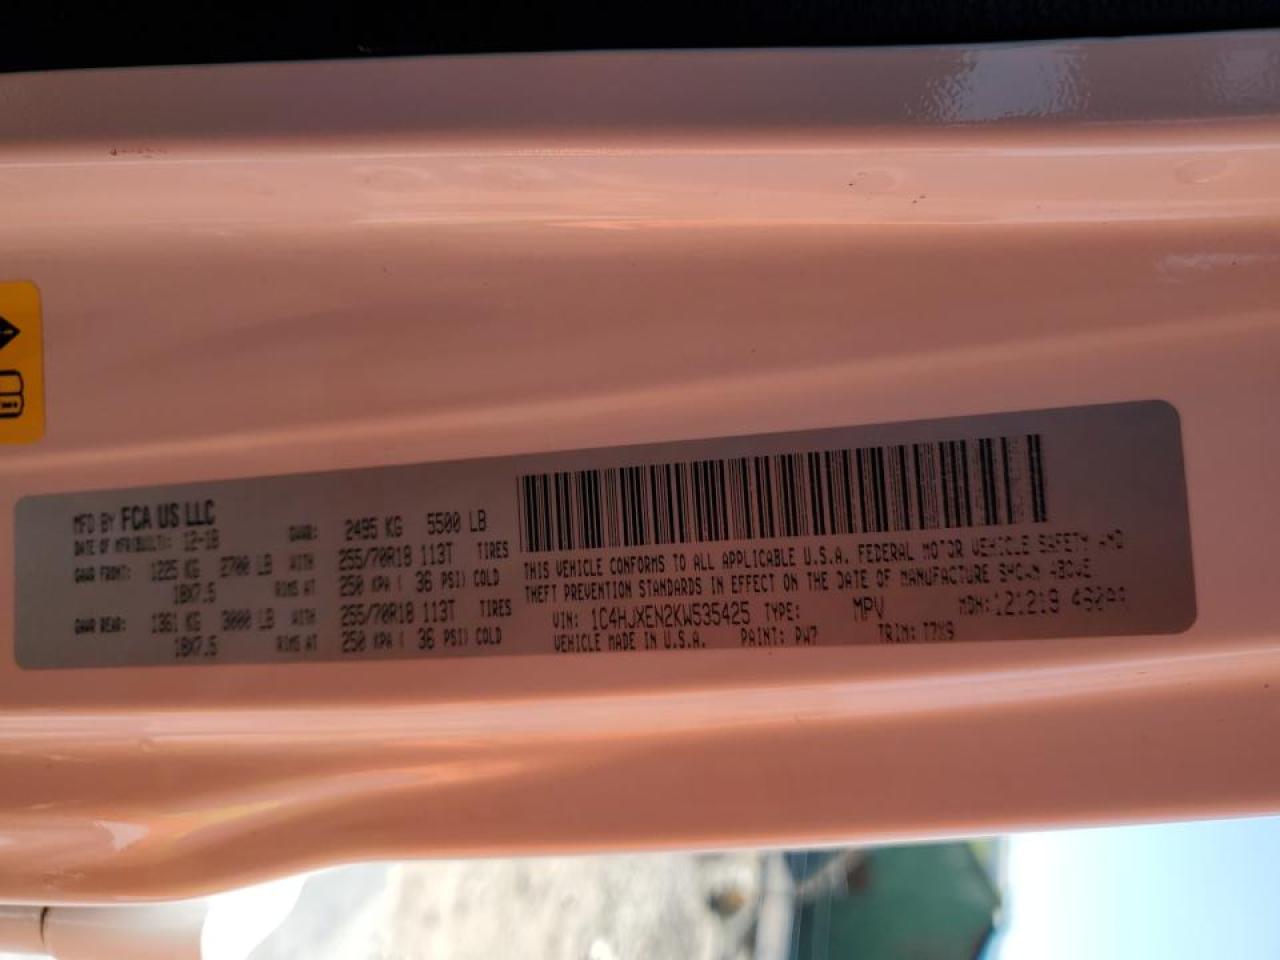 MFD BY FCA US LLC
DATE OF MFR(BUILT): 12-18
GVWR: 2495 KG 5500 LB
GAWR FRONT: 1225 KG 2700 LB WITH 255/70R18 113T TIRES
18X7.5 RIMS AT 250 KPA ( 36 PSI) COLD
GAWR REAR: 1361 KG 3000 LB WITH 255/70R18 113T TIRES
18X7.5 RIMS AT 250 KPA ( 36 PSI) COLD
THIS VEHICLE CONFORMS TO ALL APPLICABLE U.S.A. FEDERAL MOTOR VEHICLE SAFETY AND
THEFT PREVENTION STANDARDS IN EFFECT ON THE DATE OF MANUFACTURE SHOWN ABOVE
VIN: 1C4HJXEN2KW535425 TYPE: MPV MDH:
VEHICLE MADE IN U.S.A. PAINT: PW7 TRIM: